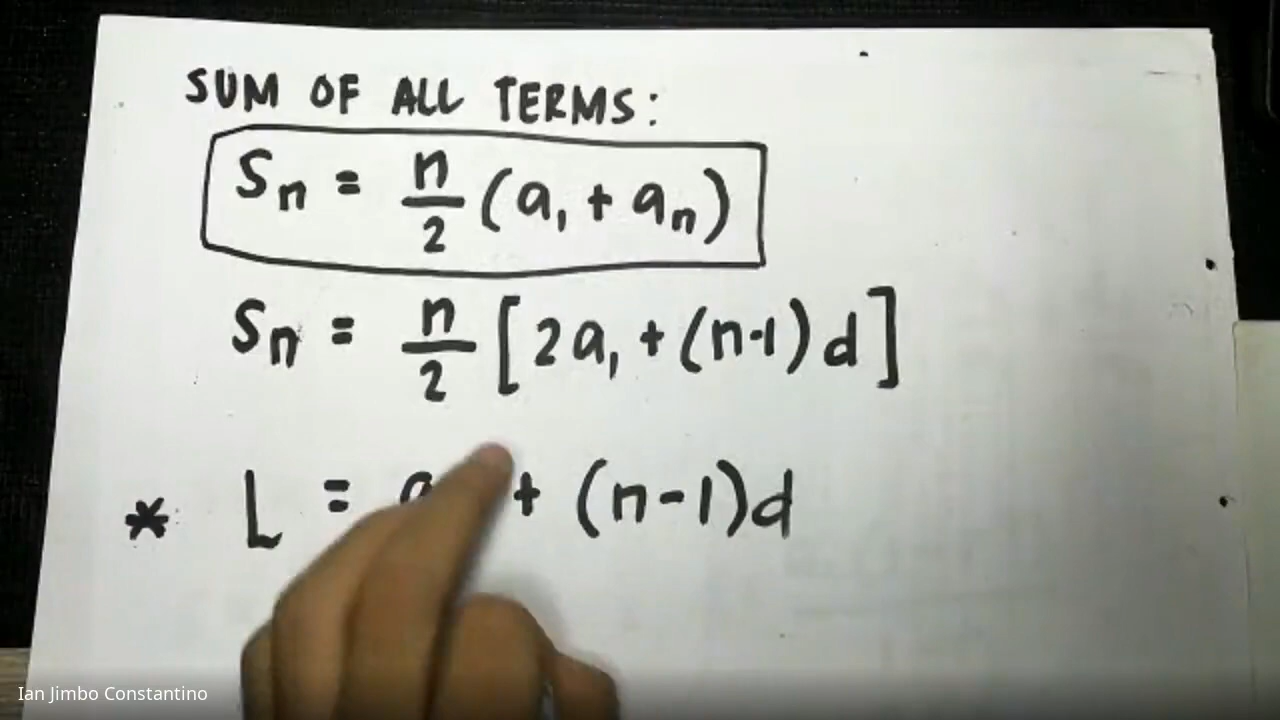 SUM OF ALL TERMS:
Sn = n/2 (a₁ + an)
Sn = n/2 [2a₁ + (n-1)d]
* L = a + (n-1)d
Ian Jimbo Constantino